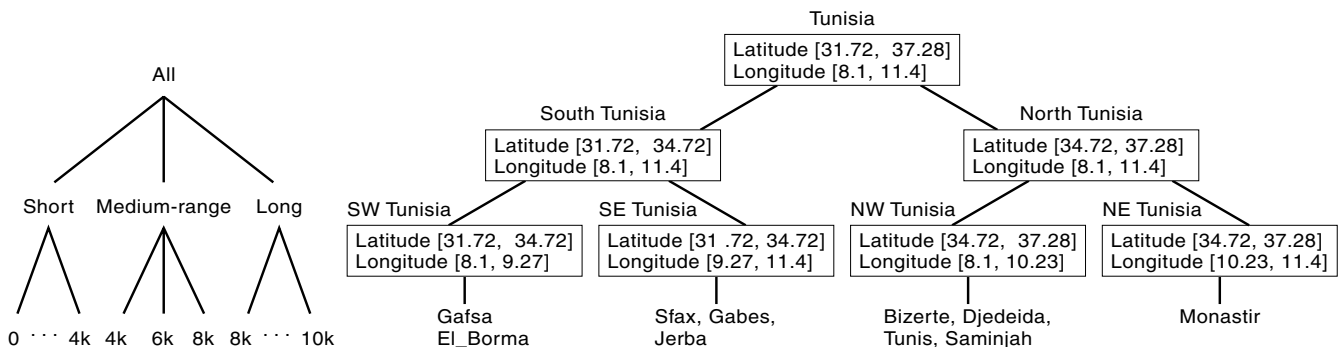 All
Short Medium-range Long
0 ... 4k 4k 6k 8k 8k ... 10k
Tunisia
Latitude [31.72, 37.28]
Longitude [8.1, 11.4]
South Tunisia
Latitude [31.72, 34.72]
Longitude [8.1, 11.4]
North Tunisia
Latitude [34.72, 37.28]
Longitude [8.1, 11.4]
SW Tunisia
Latitude [31.72, 34.72]
Longitude [8.1, 9.27]
Gafsa
El_Borma
SE Tunisia
Latitude [31 .72, 34.72]
Longitude [9.27, 11.4]
Sfax, Gabes,
Jerba
NW Tunisia
Latitude [34.72, 37.28]
Longitude [8.1, 10.23]
Bizerte, Djedeida,
Tunis, Saminjah
NE Tunisia
Latitude [34.72, 37.28]
Longitude [10.23, 11.4]
Monastir